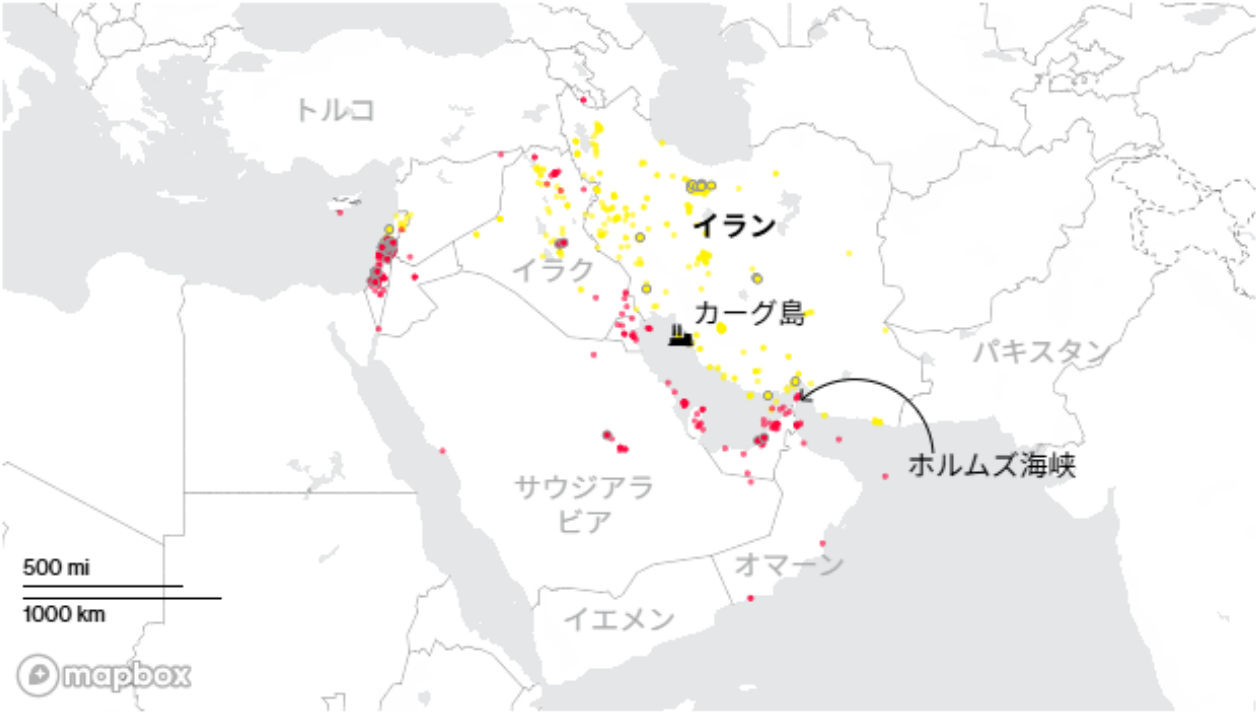 トルコ
イラン
イラク
カーグ島
パキスタン
ホルムズ海峡
サウジアラ
ビア
オマーン
イエメン
500 mi
1000 km
mapbox